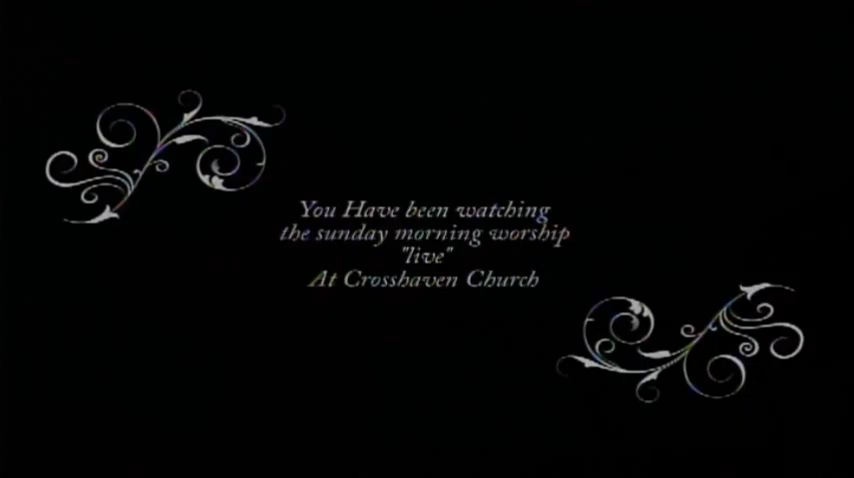 You Have been watching
the sunday morning worship
"live"
At Crosshaven Church